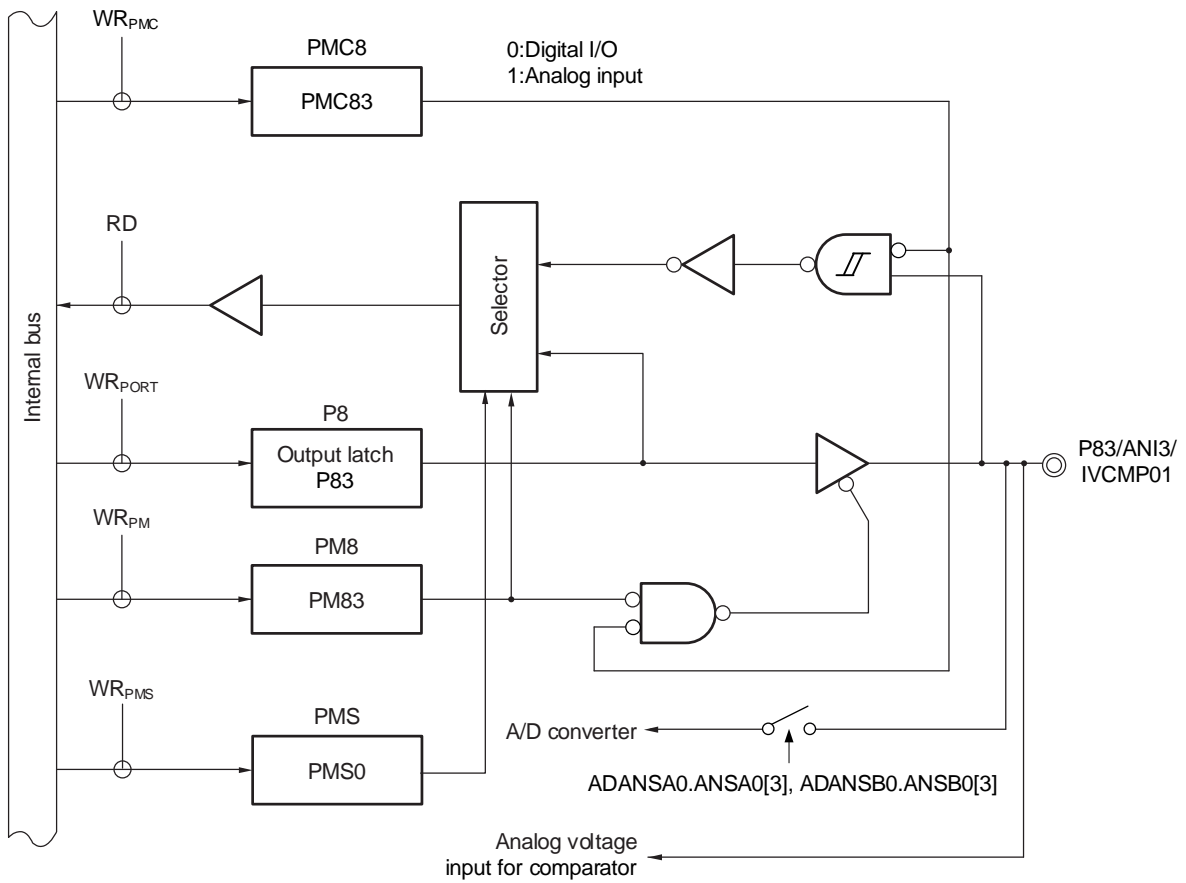 WRPMC
PMC8
0:Digital I/O
1:Analog input
PMC83
RD
Selector
Internal bus
WRPORT
P8
Output latch
P83
P83/ANI3/
IVCMP01
WRPM
PM8
PM83
WRPMS
PMS
PMS0
A/D converter
ADANSA0.ANSA0[3], ADANSB0.ANSB0[3]
Analog voltage
input for comparator